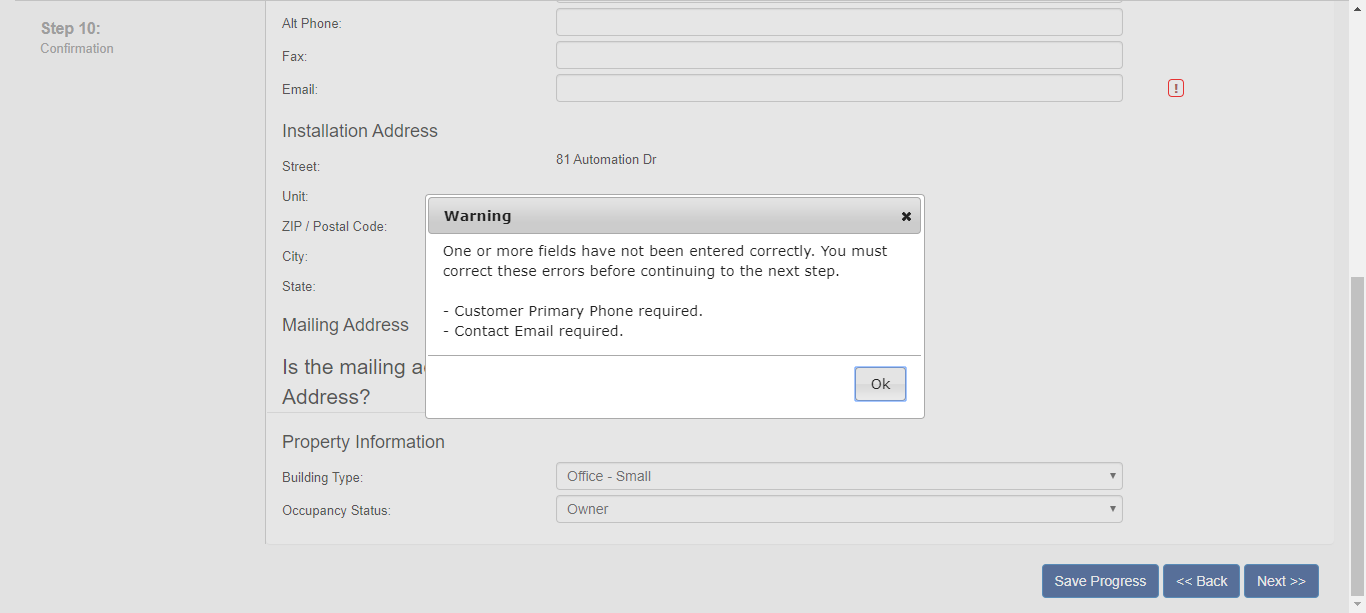 Step 10:
Confirmation
Alt Phone:
Fax:
Email:
!
Installation Address
Street:
81 Automation Dr
Unit:
ZIP / Postal Code:
City:
State:
Mailing Address
Is the mailing a
Address?
Warning
One or more fields have not been entered correctly. You must
correct these errors before continuing to the next step.
- Customer Primary Phone required.
- Contact Email required.
Ok
Property Information
Building Type:
Office - Small
Occupancy Status:
Owner
Save Progress
<< Back
Next >>